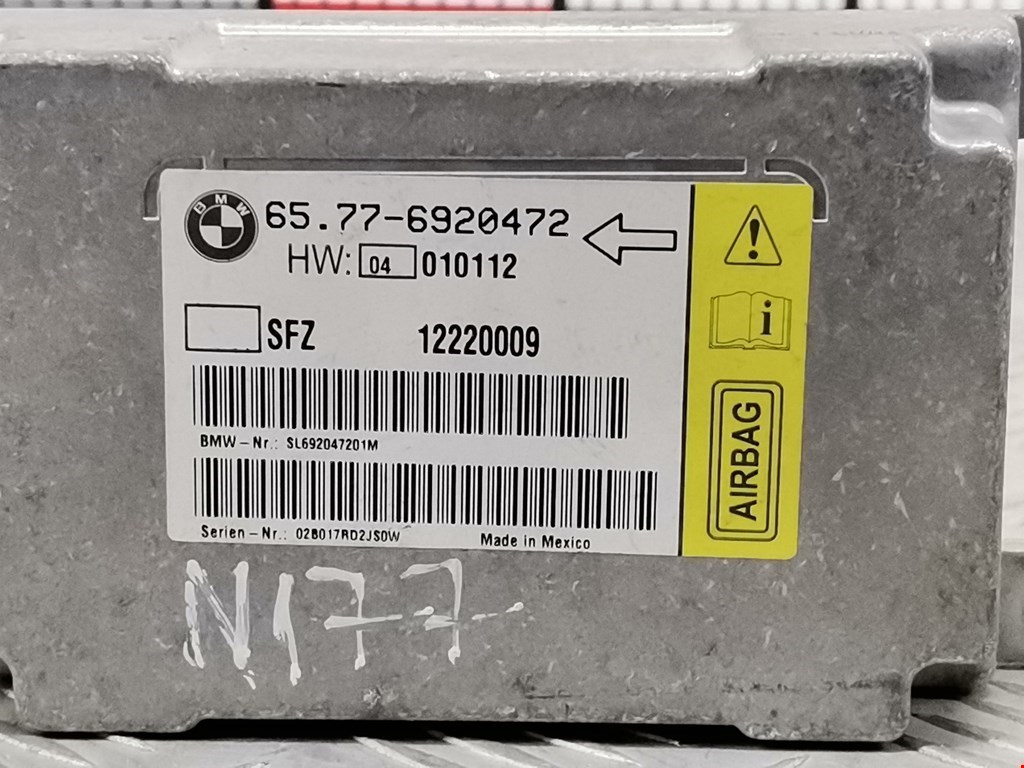 BMW
65.77-6920472
HW: 04 010112
SFZ 12220009
BMW-Nr.: SL692047201M
Serien-Nr.: 02B017RD2JS0W Made in Mexico
i
AIRBAG
N177-